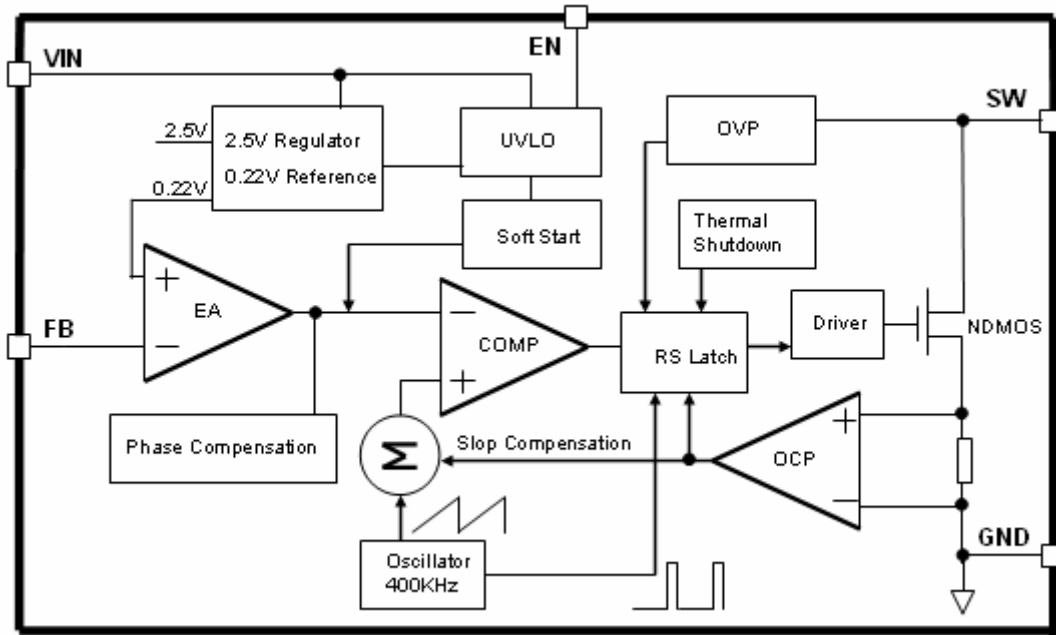 EN
VIN
SW
2.5V
2.5V Regulator
0.22V Reference
UVLO
OVP
0.22V
Soft Start
Thermal
Shutdown
+
EA
−
FB
−
COMP
+
RS Latch
Driver
NDMOS
Phase Compensation
Σ
Slop Compensation
+
OCP
−
GND
Oscillator
400KHz